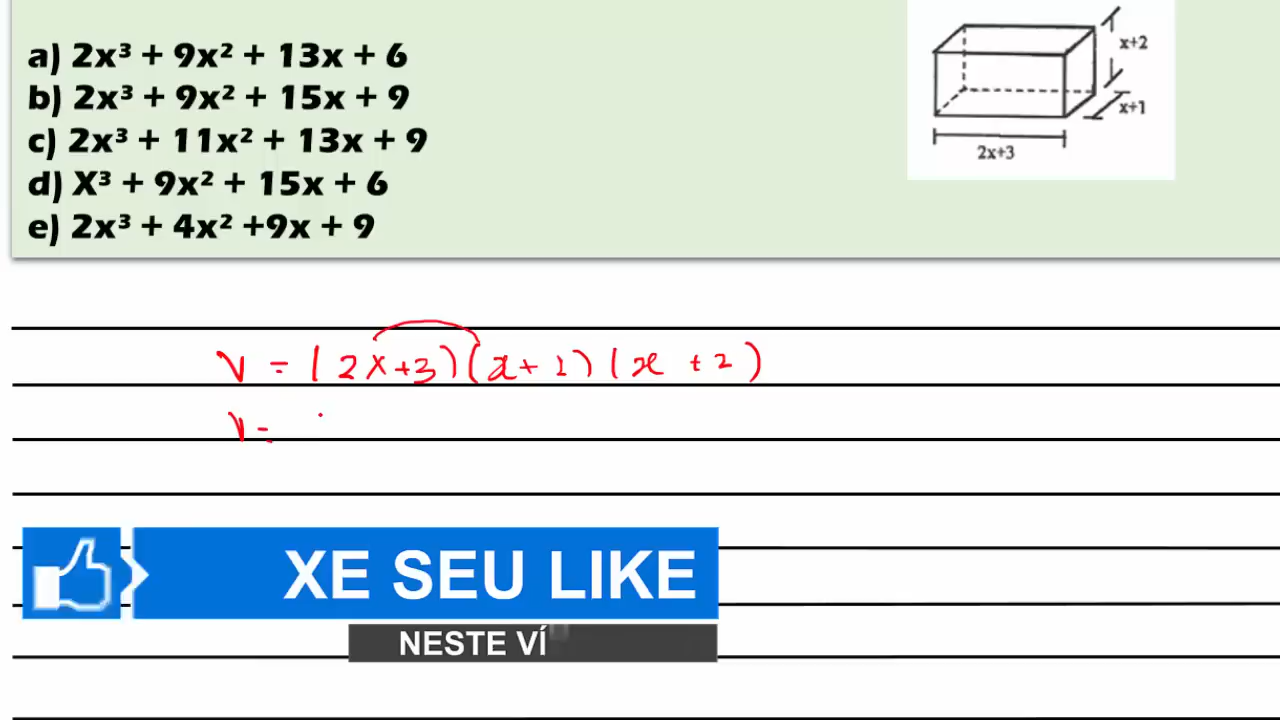 a) 2x³ + 9x² + 13x + 6
b) 2x³ + 9x² + 15x + 9
c) 2x³ + 11x² + 13x + 9
d) X³ + 9x² + 15x + 6
e) 2x³ + 4x² +9x + 9
x+2
x+1
2x+3
V = (2x+3)(x+1)(x+2)
V=
XE SEU LIKE
NESTE VÍ